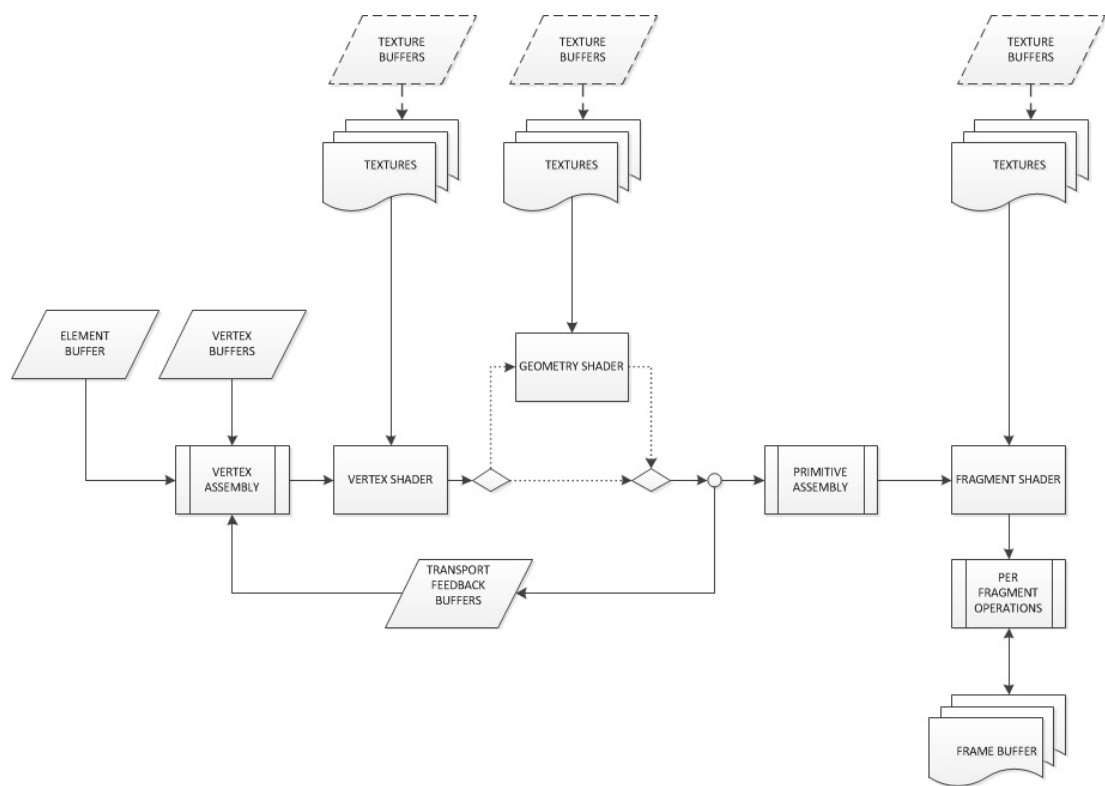 TEXTURE
BUFFERS
TEXTURE
BUFFERS
TEXTURE
BUFFERS
TEXTURES
TEXTURES
TEXTURES
ELEMENT
BUFFER
VERTEX
BUFFERS
GEOMETRY SHADER
VERTEX
ASSEMBLY
VERTEX SHADER
PRIMITIVE
ASSEMBLY
FRAGMENT SHADER
TRANSPORT
FEEDBACK
BUFFERS
PER
FRAGMENT
OPERATIONS
FRAME BUFFER